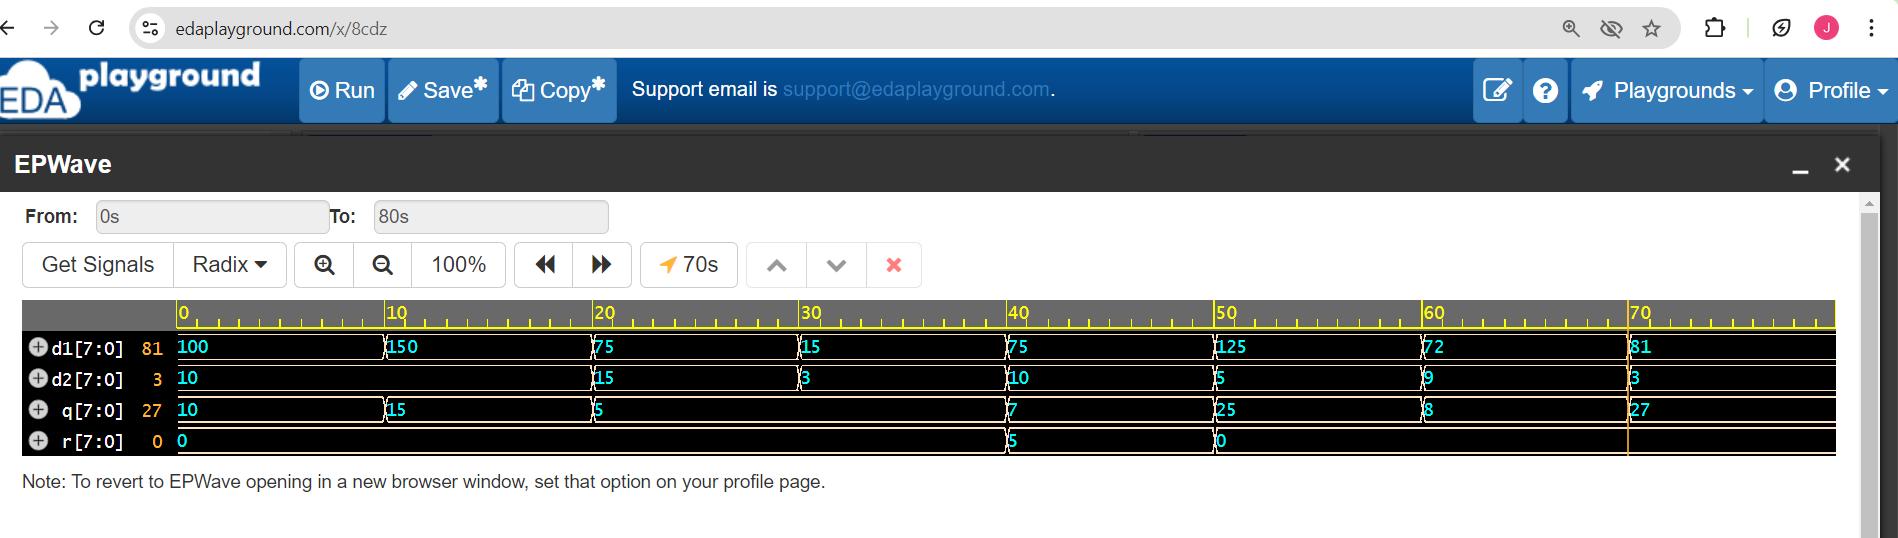 edaplayground.com/x/8cdz
J
EDA playground
Run
Save*
Copy*
Support email is support@edaplayground.com.
?
Playgrounds
Profile
EPWave
From: 0s To: 80s
Get Signals Radix 100% 70s
0 10 20 30 40 50 60 70
d1[7:0] 81 100 150 75 15 75 125 72 81
d2[7:0] 3 10 15 3 10 5 9 3
q[7:0] 27 10 15 5 7 25 8 27
r[7:0] 0 0 5 0
Note: To revert to EPWave opening in a new browser window, set that option on your profile page.